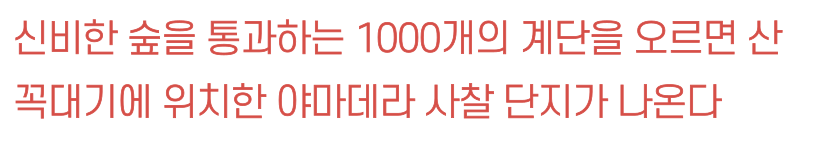 신비한 숲을 통과하는 1000개의 계단을 오르면 산
꼭대기에 위치한 야마데라 사찰 단지가 나온다